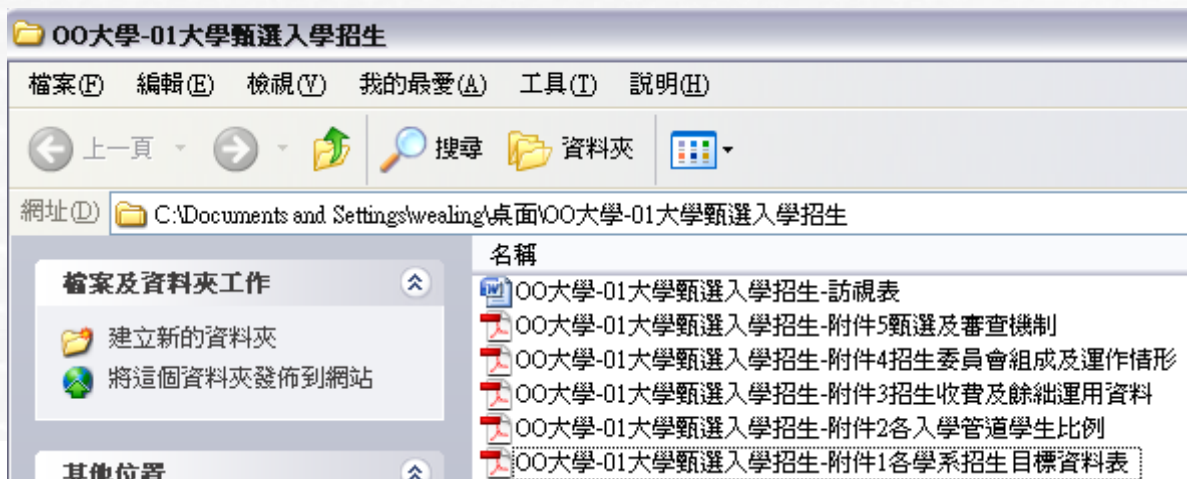 OO大學-01大學甄選入學招生
檔案(F) 編輯(E) 檢視(V) 我的最愛(A) 工具(T) 說明(H)
上一頁 搜尋 資料夾
網址(D) C:\Documents and Settings\wealing\桌面\OO大學-01大學甄選入學招生
名稱
檔案及資料夾工作
建立新的資料夾
將這個資料夾發佈到網站
其他位置
OO大學-01大學甄選入學招生-訪視表
OO大學-01大學甄選入學招生-附件5甄選及審查機制
OO大學-01大學甄選入學招生-附件4招生委員會組成及運作情形
OO大學-01大學甄選入學招生-附件3招生收費及餘絀運用資料
OO大學-01大學甄選入學招生-附件2各入學管道學生比例
OO大學-01大學甄選入學招生-附件1各學系招生目標資料表